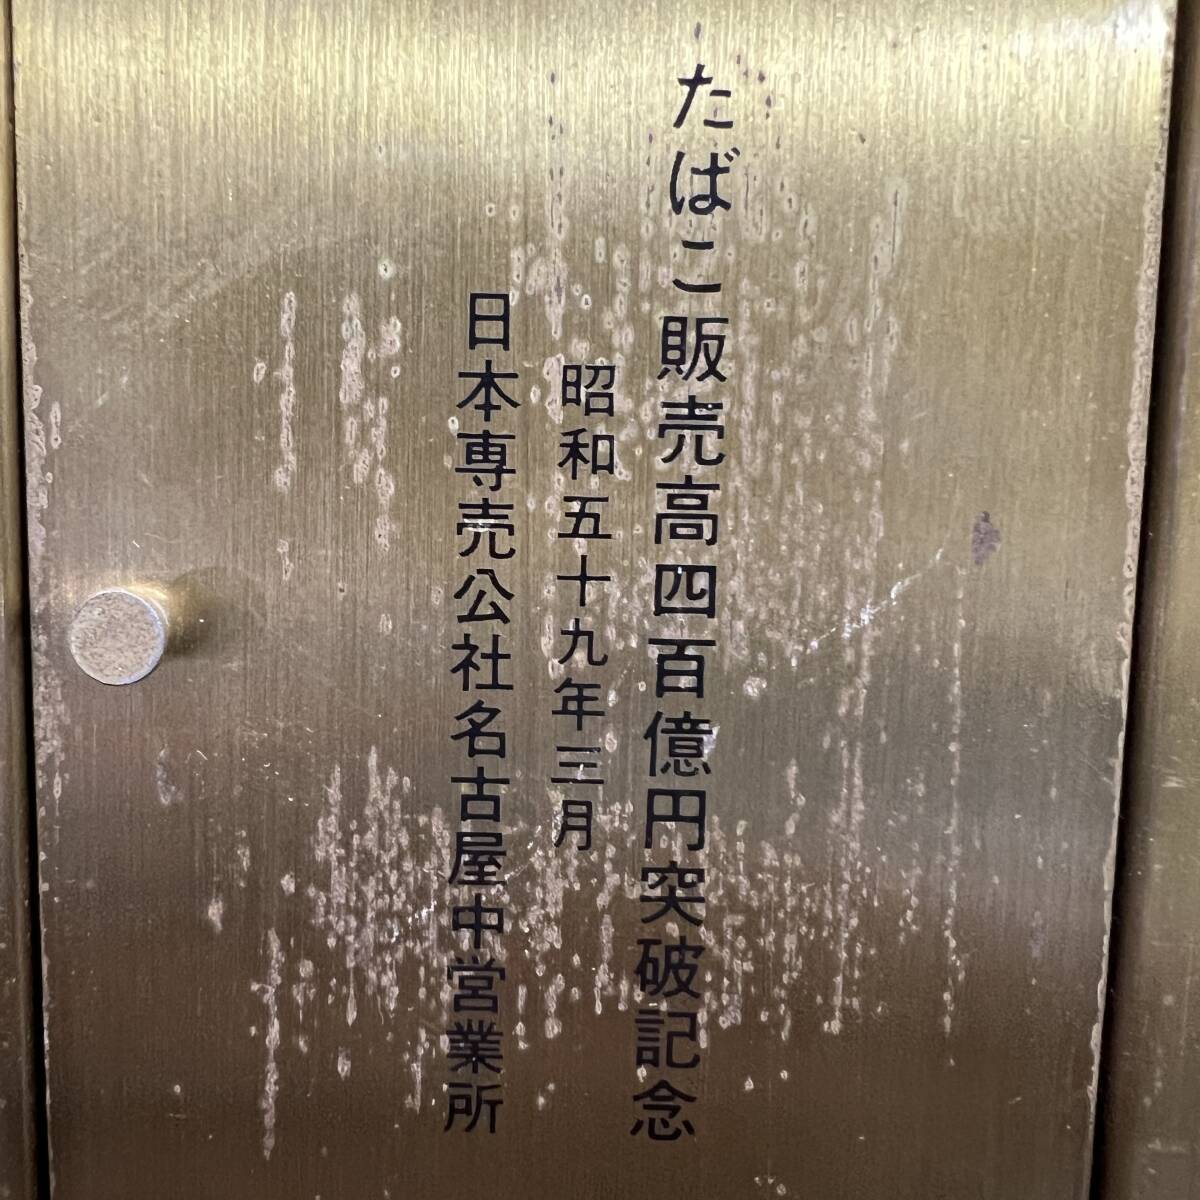 たばこ販売高四百億円突破記念
昭和五十九年三月
日本専売公社名古屋中営業所